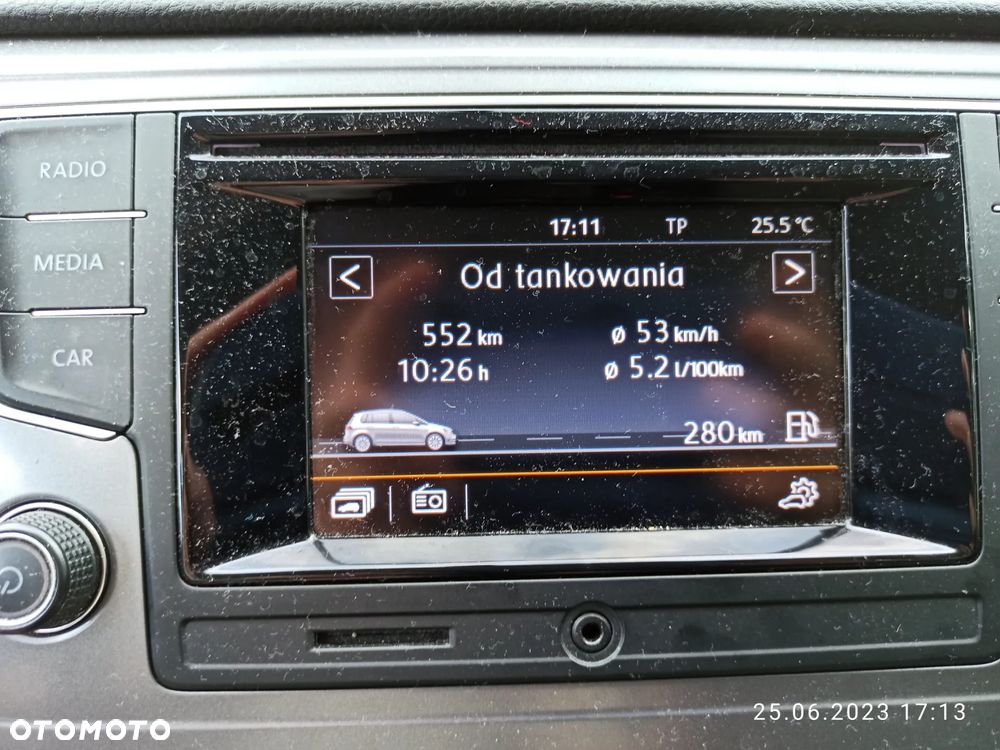 RADIO
MEDIA
CAR
17:11 TP 25.5 °C
< Od tankowania >
552 km ø 53 km/h
10:26 h ø 5.2 l/100km
280 km
25.06.2023 17:13
OTOMOTO